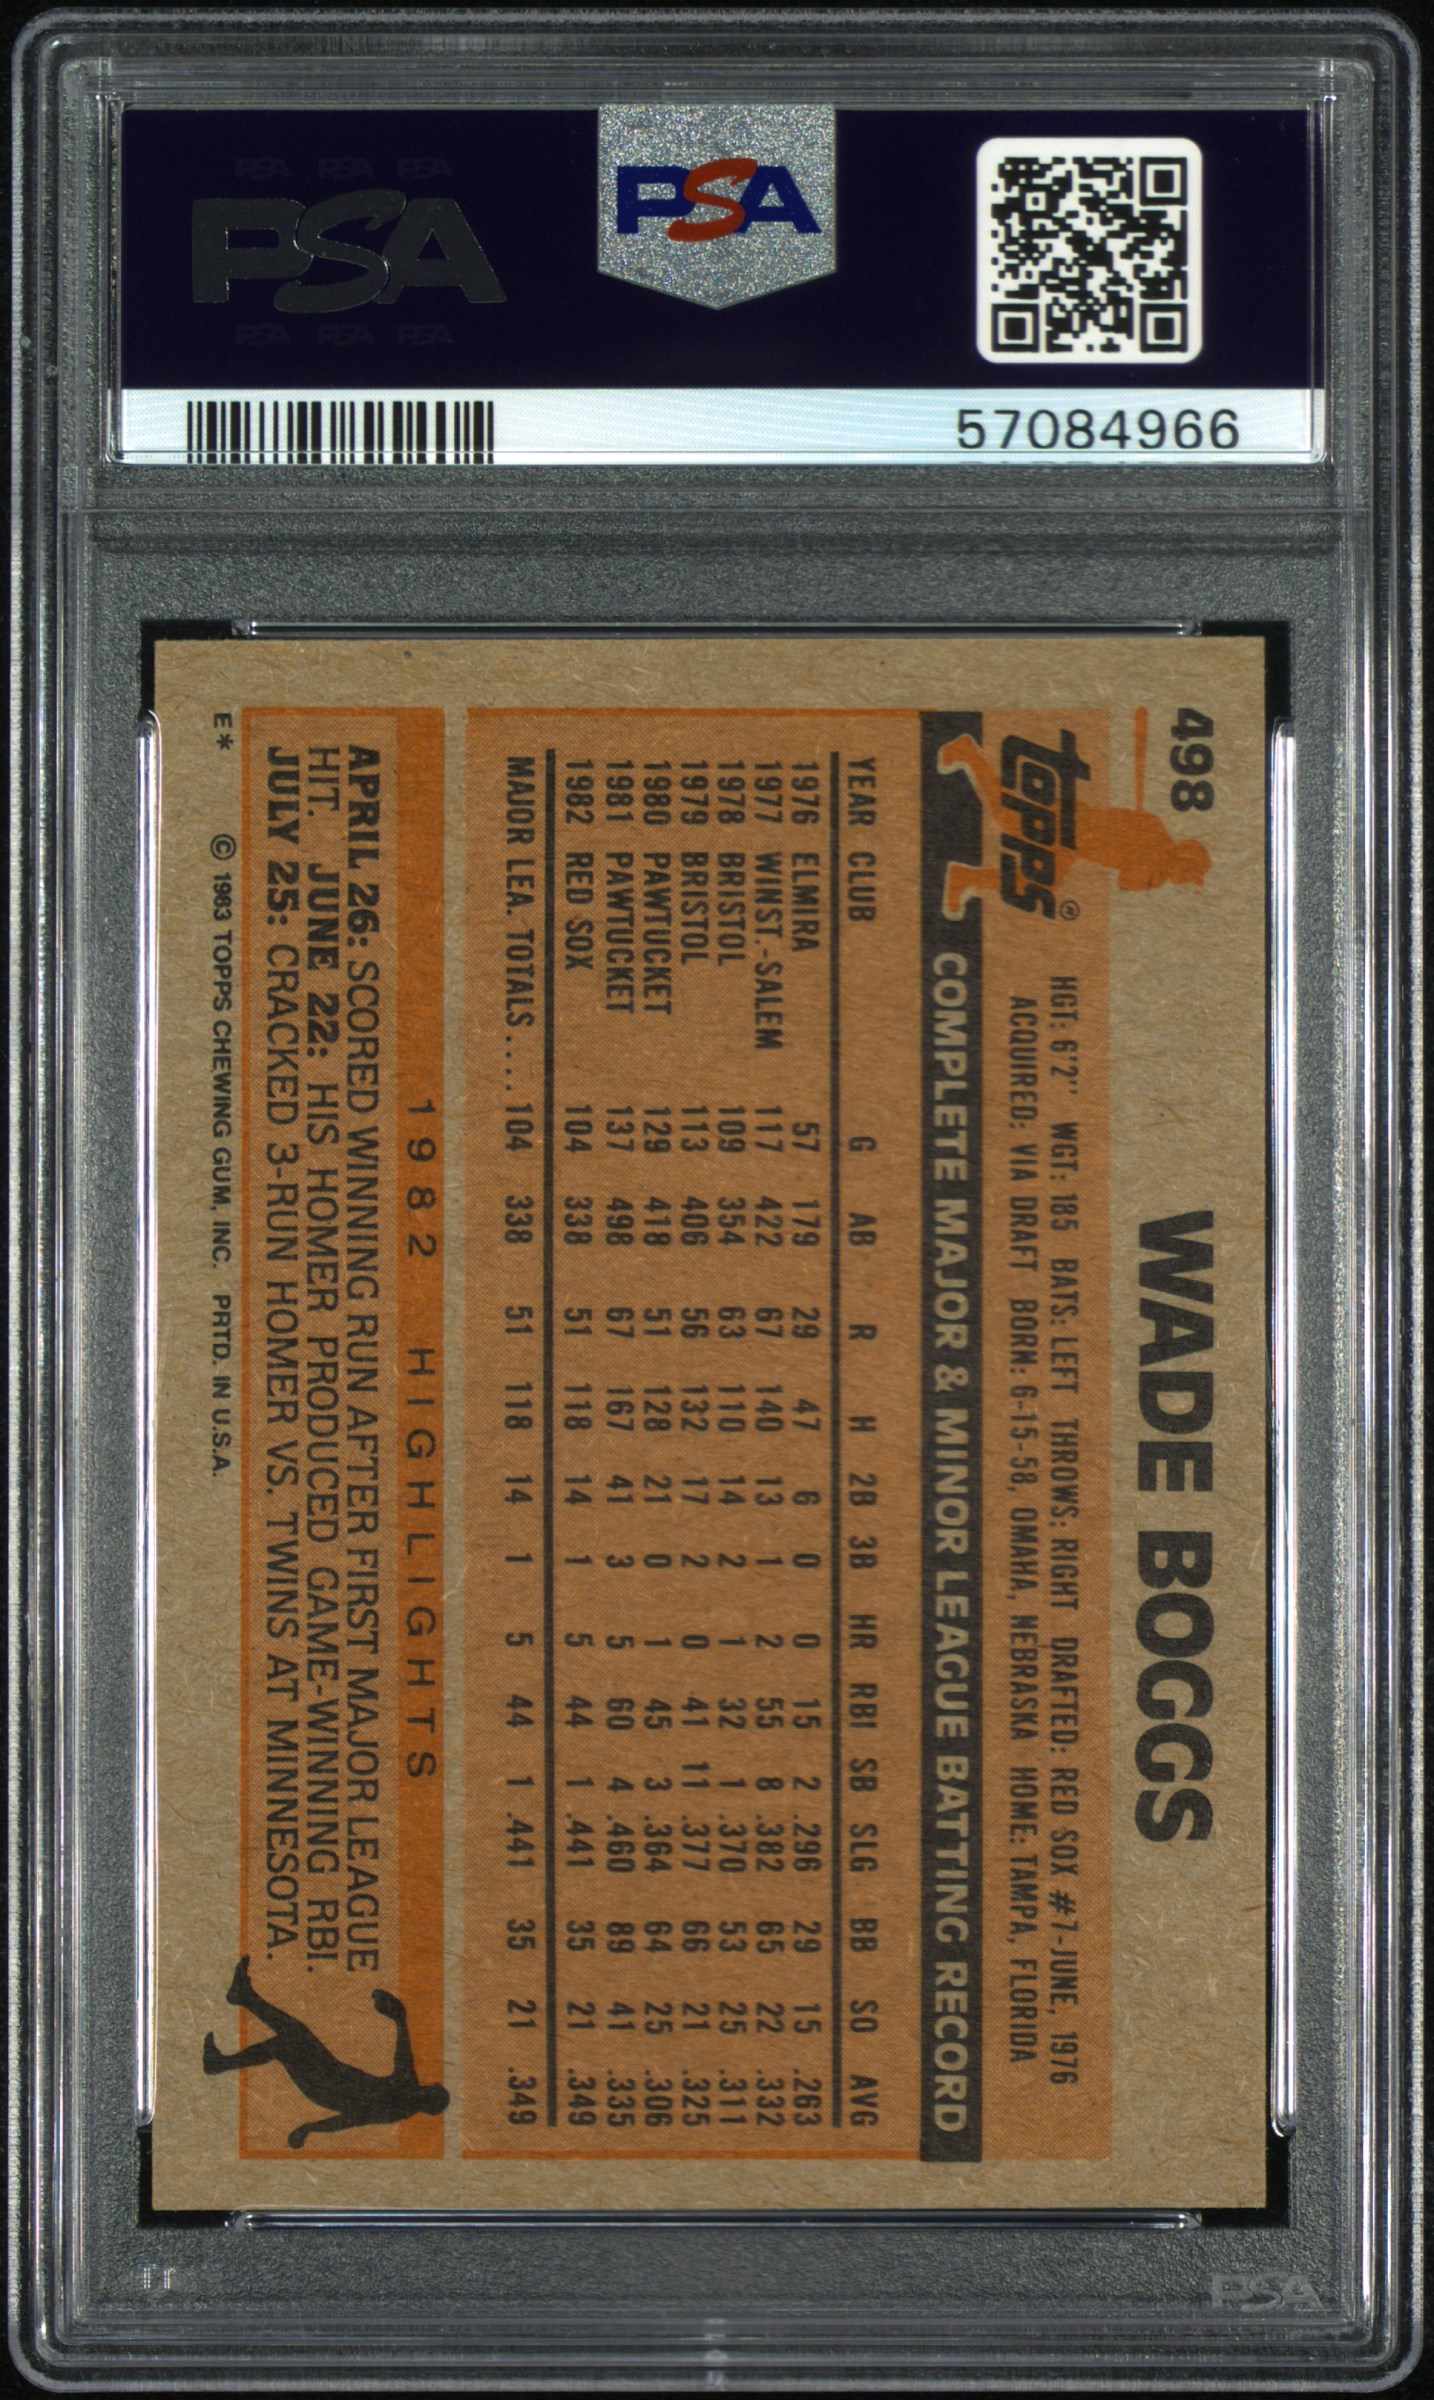 PSA PSA PSA
PSA
PSA PSA PSA
PSA
57084966
498
WADE BOGGS
Topps®
HGT: 6'2'' WGT: 185 BATS: LEFT THROWS: RIGHT DRAFTED: RED SOX #7-JUNE, 1976
ACQUIRED: VIA DRAFT BORN: 6-15-58, OMAHA, NEBRASKA HOME: TAMPA, FLORIDA
COMPLETE MAJOR & MINOR LEAGUE BATTING RECORD
YEAR CLUB G AB R H 2B 3B HR RBI SB SLG BB SO AVG
1976 ELMIRA 57 179 29 47 6 0 0 15 2 .296 29 15 .263
1977 WINST.-SALEM 117 422 67 140 13 1 2 55 8 .382 65 22 .332
1978 BRISTOL 109 354 63 110 14 2 1 32 1 .370 53 25 .311
1979 BRISTOL 113 406 56 132 17 2 0 41 11 .377 66 21 .325
1980 PAWTUCKET 129 418 51 128 21 0 1 45 3 .364 64 25 .306
1981 PAWTUCKET 137 498 67 167 41 3 5 60 4 .460 89 41 .335
1982 RED SOX 104 338 51 118 14 1 5 44 1 .441 35 21 .349
MAJOR LEA. TOTALS.... 104 338 51 118 14 1 5 44 1 .441 35 21 .349
1982 HIGHLIGHTS
APRIL 26: SCORED WINNING RUN AFTER FIRST MAJOR LEAGUE
HIT. JUNE 22: HIS HOMER PRODUCED GAME-WINNING RBI.
JULY 25: CRACKED 3-RUN HOMER VS. TWINS AT MINNESOTA.
E* © 1983 TOPPS CHEWING GUM, INC. PRTD. IN U.S.A.
PSA